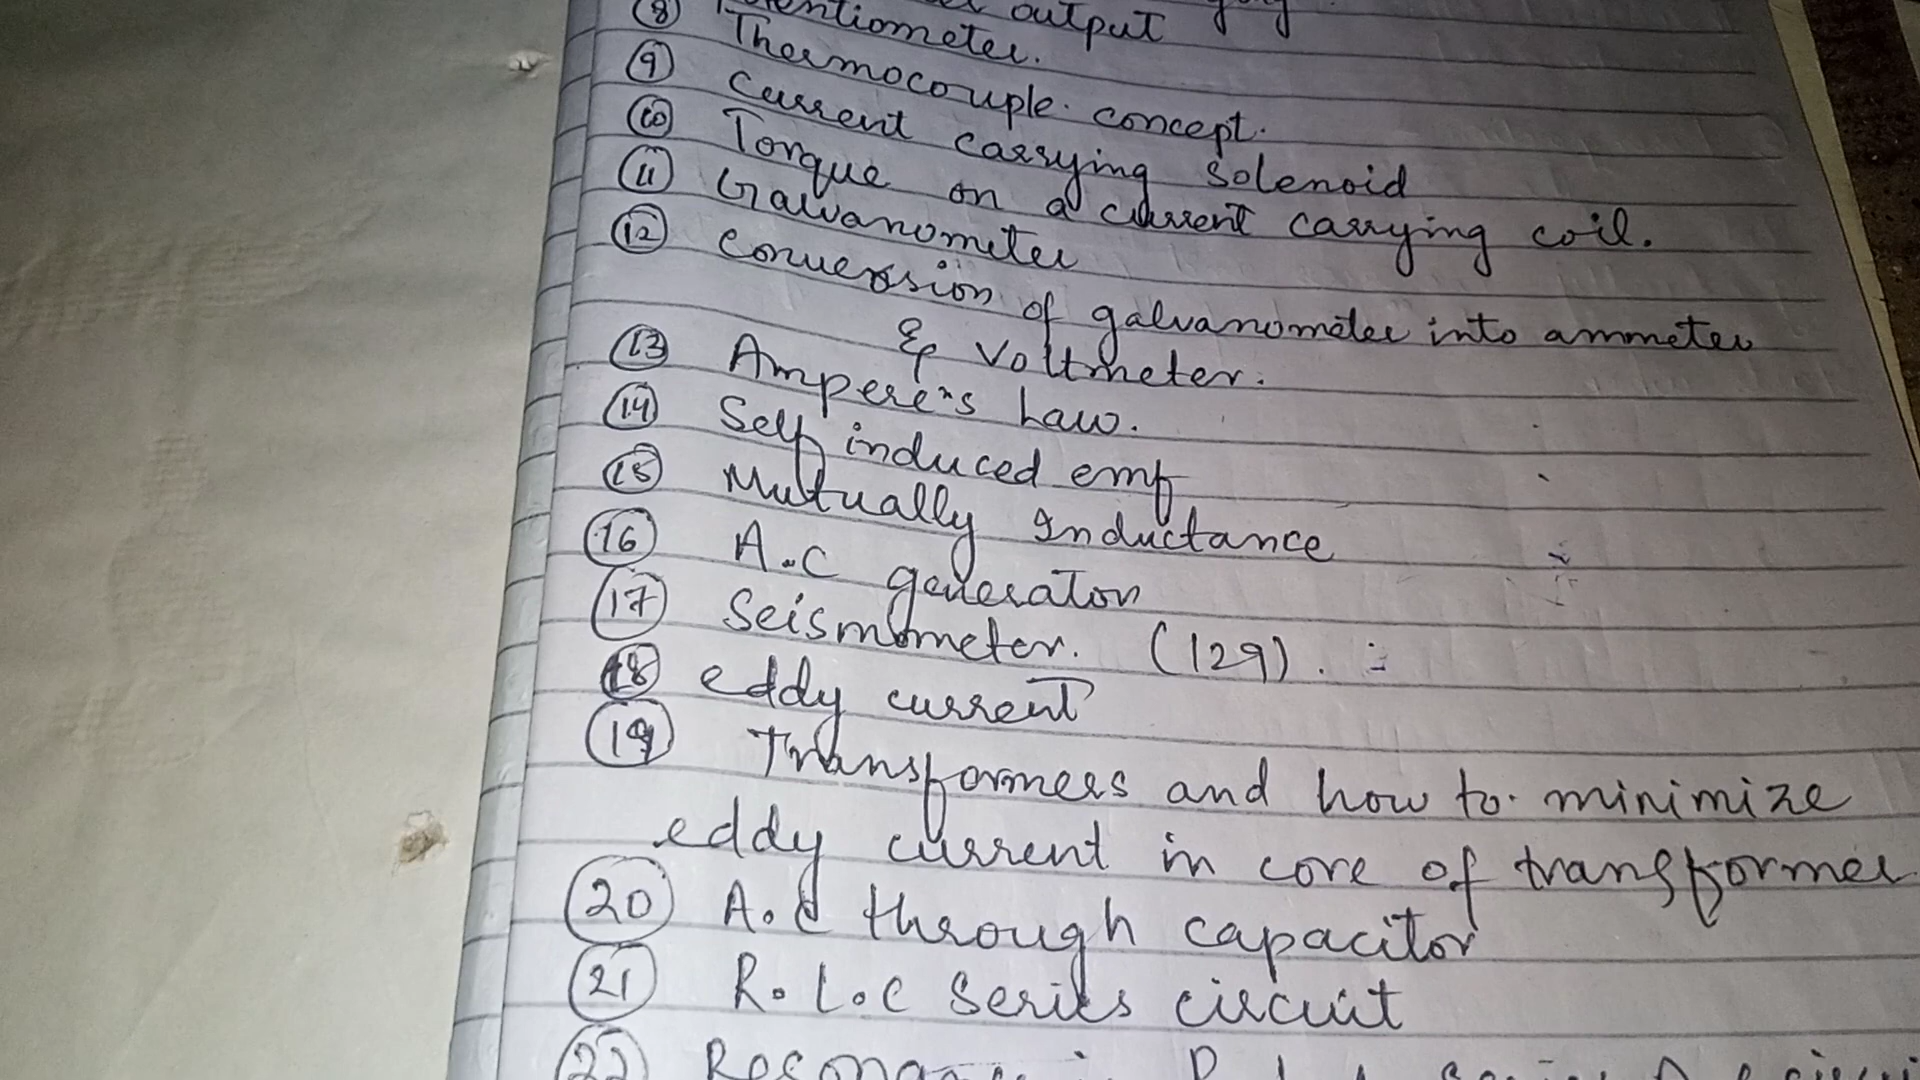 output
Potentiometer.
(8) Thermocouple concept.
(9) Current carrying solenoid
(10) Torque on a current carrying coil.
(11) Galvanometer
(12) Conversion of galvanometer into ammeter
& Voltmeter.
(13) Ampere's Law.
(14) Self induced emf
(15) Mutually Inductance
(16) A.C generator
(17) Seismometer. (129).
(18) eddy current
(19) Transformers and how to minimize
eddy current in core of transformer
(20) A.C through capacitor
(21) R.L.C Series circuit
(22)